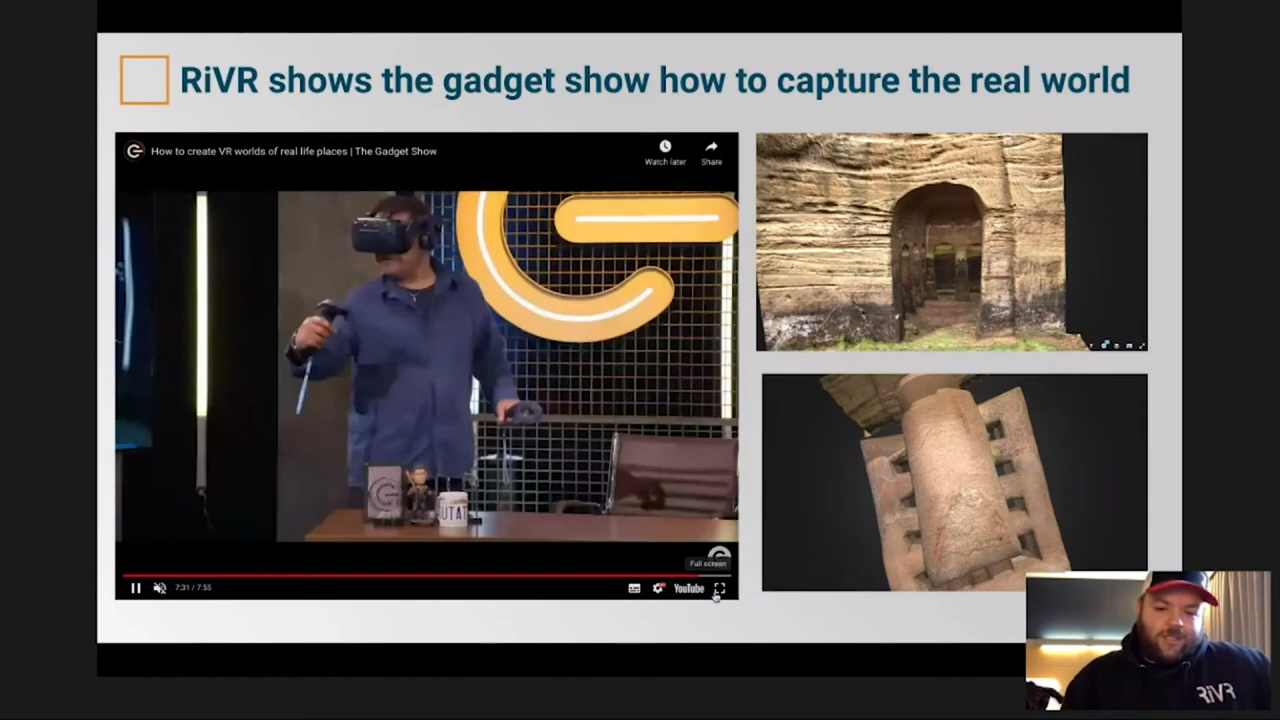 RiVR shows the gadget show how to capture the real world
How to create VR worlds of real life places | The Gadget Show
Watch later
Share
UTAT
Full screen
7:31 / 7:55
YouTube
RiVR